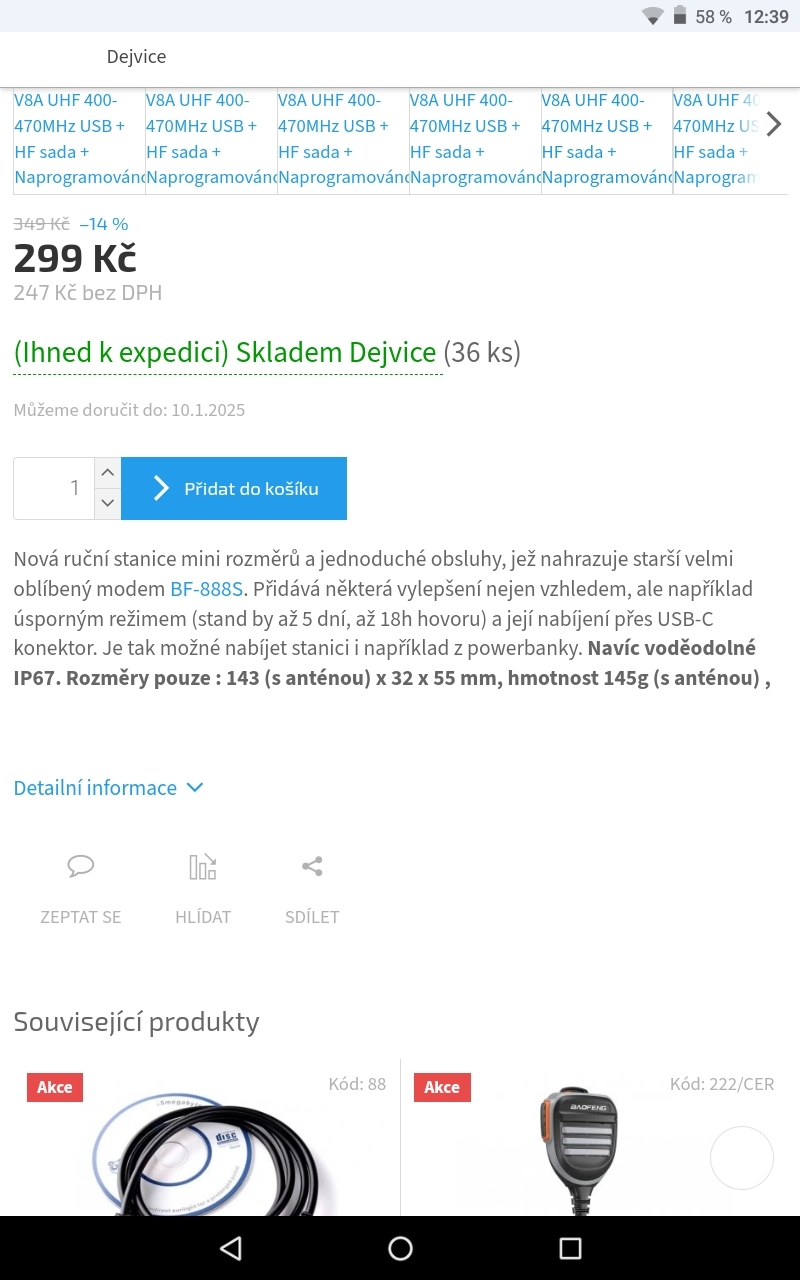 58 % 12:39
Dejvice
V8A UHF 400- V8A UHF 400- V8A UHF 400- V8A UHF 400- V8A UHF 400- V8A UHF 40
470MHz USB + 470MHz USB + 470MHz USB + 470MHz USB + 470MHz USB + 470MHz US
HF sada + HF sada + HF sada + HF sada + HF sada + HF sada +
Naprogramováno Naprogramováno Naprogramováno Naprogramováno Naprogramováno Naprogram
349 Kč –14 %
299 Kč
247 Kč bez DPH
(Ihned k expedici) Skladem Dejvice (36 ks)
Můžeme doručit do: 10.1.2025
1 Přidat do košíku
Nová ruční stanice mini rozměrů a jednoduché obsluhy, jež nahrazuje starší velmi
oblíbený modem BF-888S. Přidává některá vylepšení nejen vzhledem, ale například
úsporným režimem (stand by až 5 dní, až 18h hovoru) a její nabíjení přes USB-C
konektor. Je tak možné nabíjet stanici i například z powerbanky. Navíc voděodolné
IP67. Rozměry pouze : 143 (s anténou) x 32 x 55 mm, hmotnost 145g (s anténou) ,
Detailní informace
ZEPTAT SE HLÍDAT SDÍLET
Související produkty
Akce Kód: 88 Akce Kód: 222/CER
BAOFENG
disc